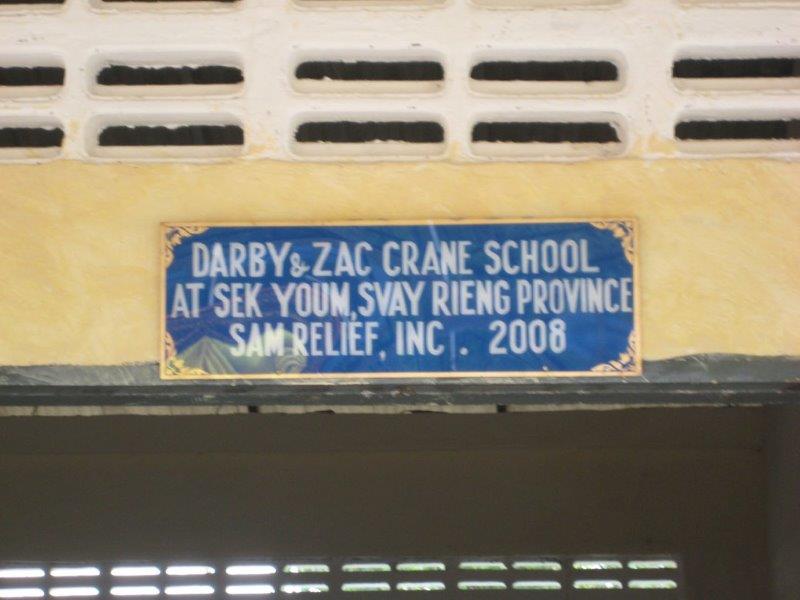 DARBY & ZAC CRANE SCHOOL
AT SEK YOUM, SVAY RIENG PROVINCE
SAM RELIEF, INC . 2008